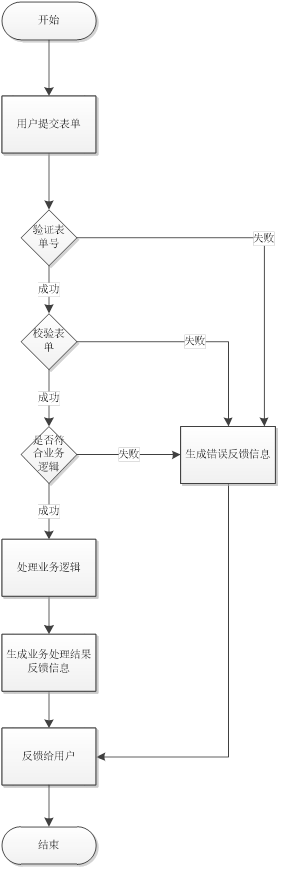 开始
用户提交表单
验证表
单号
失败
成功
校验表
单
失败
成功
是否符
合业务
逻辑
失败
生成错误反馈信息
成功
处理业务逻辑
生成业务处理结果
反馈信息
反馈给用户
结束